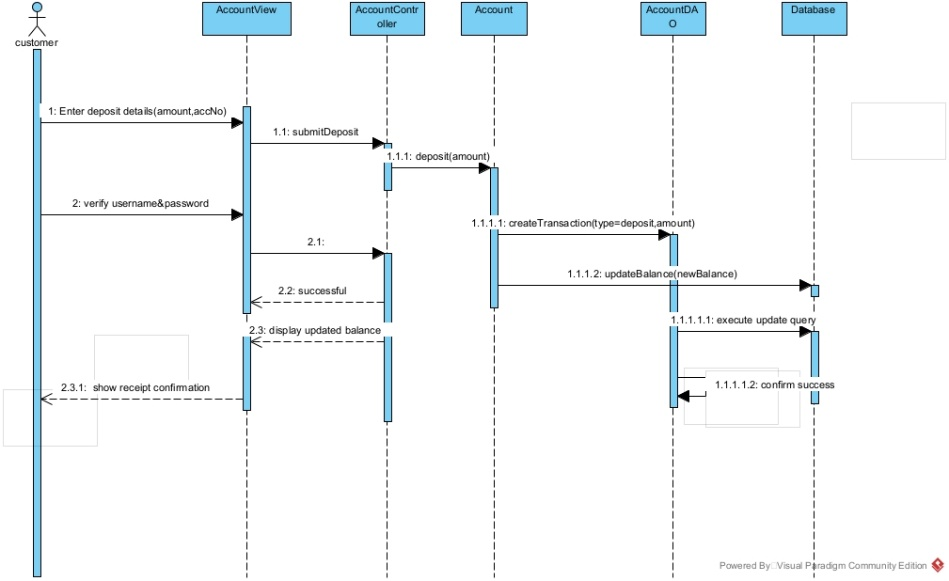 AccountView
AccountContr
oller
Account
AccountDA
O
Database
customer
1: Enter deposit details(amount,accNo)
1.1: submitDeposit
1.1.1: deposit(amount)
2: verify username&password
1.1.1.1: createTransaction(type=deposit,amount)
2.1:
1.1.1.2: updateBalance(newBalance)
2.2: successful
1.1.1.1.1: execute update query
2.3: display updated balance
1.1.1.1.2: confirm success
2.3.1: show receipt confirmation
Powered By Visual Paradigm Community Edition